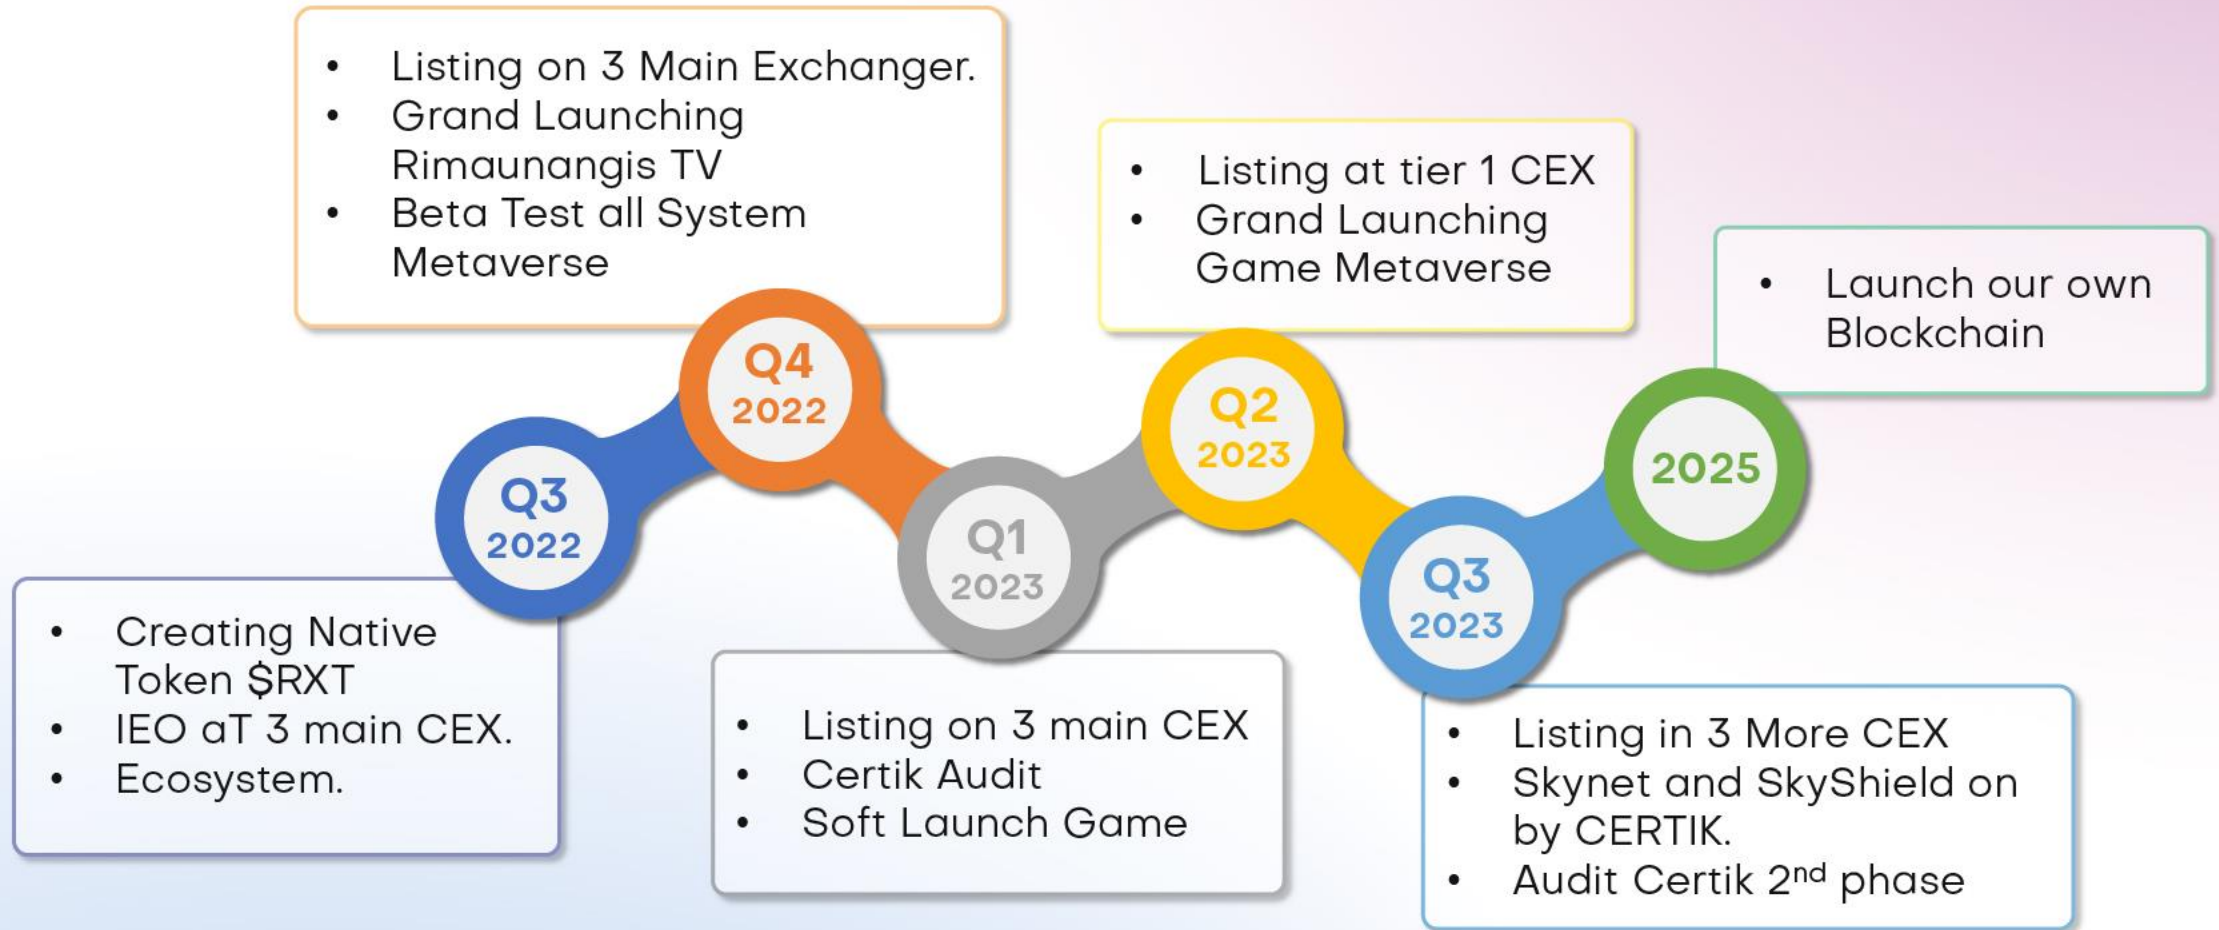 • Listing on 3 Main Exchanger.
• Grand Launching
Rimaunangis TV
• Beta Test all System
Metaverse
• Listing at tier 1 CEX
• Grand Launching
Game Metaverse
• Launch our own
Blockchain
Q3
2022
Q4
2022
Q1
2023
Q2
2023
Q3
2023
2025
• Creating Native
Token $RXT
• IEO aT 3 main CEX.
• Ecosystem.
• Listing on 3 main CEX
• Certik Audit
• Soft Launch Game
• Listing in 3 More CEX
• Skynet and SkyShield on
by CERTIK.
• Audit Certik 2nd phase